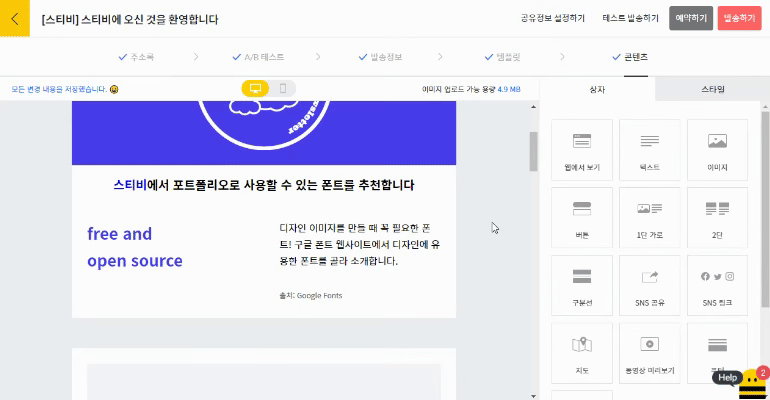 [스티비] 스티비에 오신 것을 환영합니다
공유정보 설정하기
테스트 발송하기
예약하기
발송하기
주소록
A/B 테스트
발송정보
템플릿
콘텐츠
모든 변경 내용을 저장했습니다.
이미지 업로드 가능 용량 4.9 MB
상자
스타일
스티비에서 포트폴리오로 사용할 수 있는 폰트를 추천합니다
free and
open source
디자인 이미지를 만들 때 꼭 필요한 폰
트! 구글 폰트 웹사이트에서 디자인에 유
용한 폰트를 골라 소개합니다.
출처: Google Fonts
웹에서 보기
텍스트
이미지
버튼
1단 가로
2단
구분선
SNS 공유
SNS 링크
지도
동영상 미리보기
Help
2